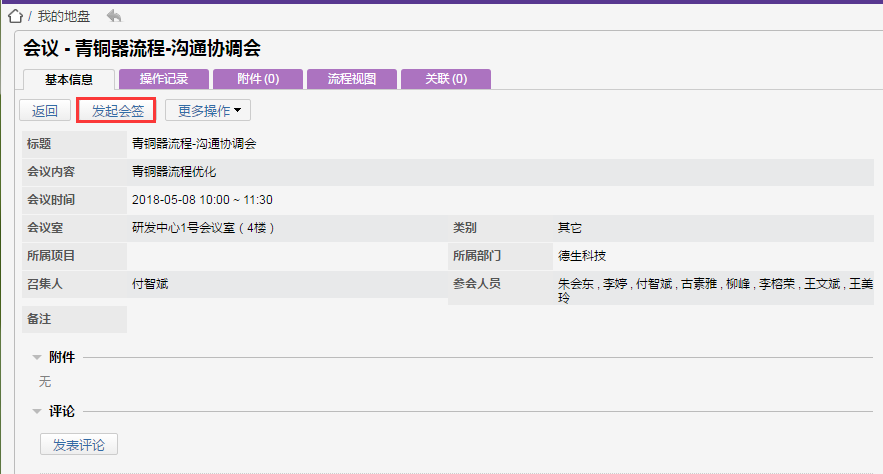 / 我的地盘
会议 - 青铜器流程-沟通协调会
基本信息 操作记录 附件 (0) 流程视图 关联 (0)
返回 发起会签 更多操作
标题 青铜器流程-沟通协调会
会议内容 青铜器流程优化
会议时间 2018-05-08 10:00 ~ 11:30
会议室 研发中心1号会议室（4楼） 类别 其它
所属项目 所属部门 德生科技
召集人 付智斌 参会人员 朱会东 , 李婷 , 付智斌 , 古素雅 , 柳峰 , 李榕荣 , 王文斌 , 王美
玲
备注
附件
无
评论
发表评论